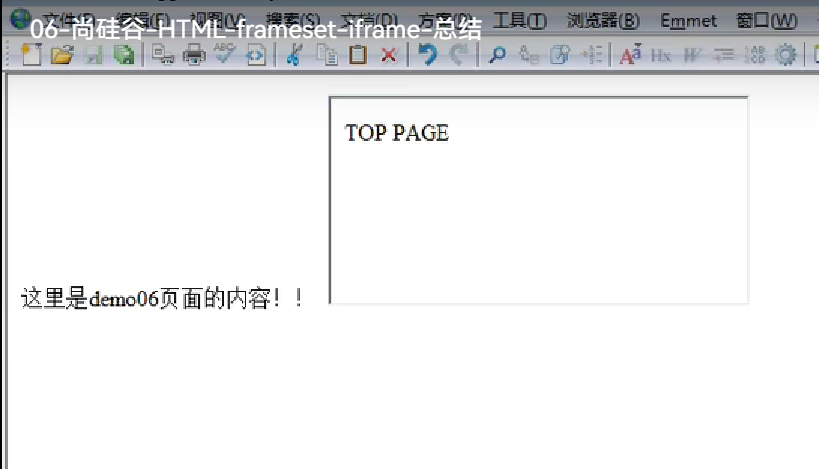 文件(F) 编辑(E) 视图(V) 搜索(S) 文档(D) 方案(P) 工具(T) 浏览器(B) Emmet 窗口(W)
06-尚硅谷-HTML-frameset-iframe-总结
TOP PAGE
这里是demo06页面的内容！！